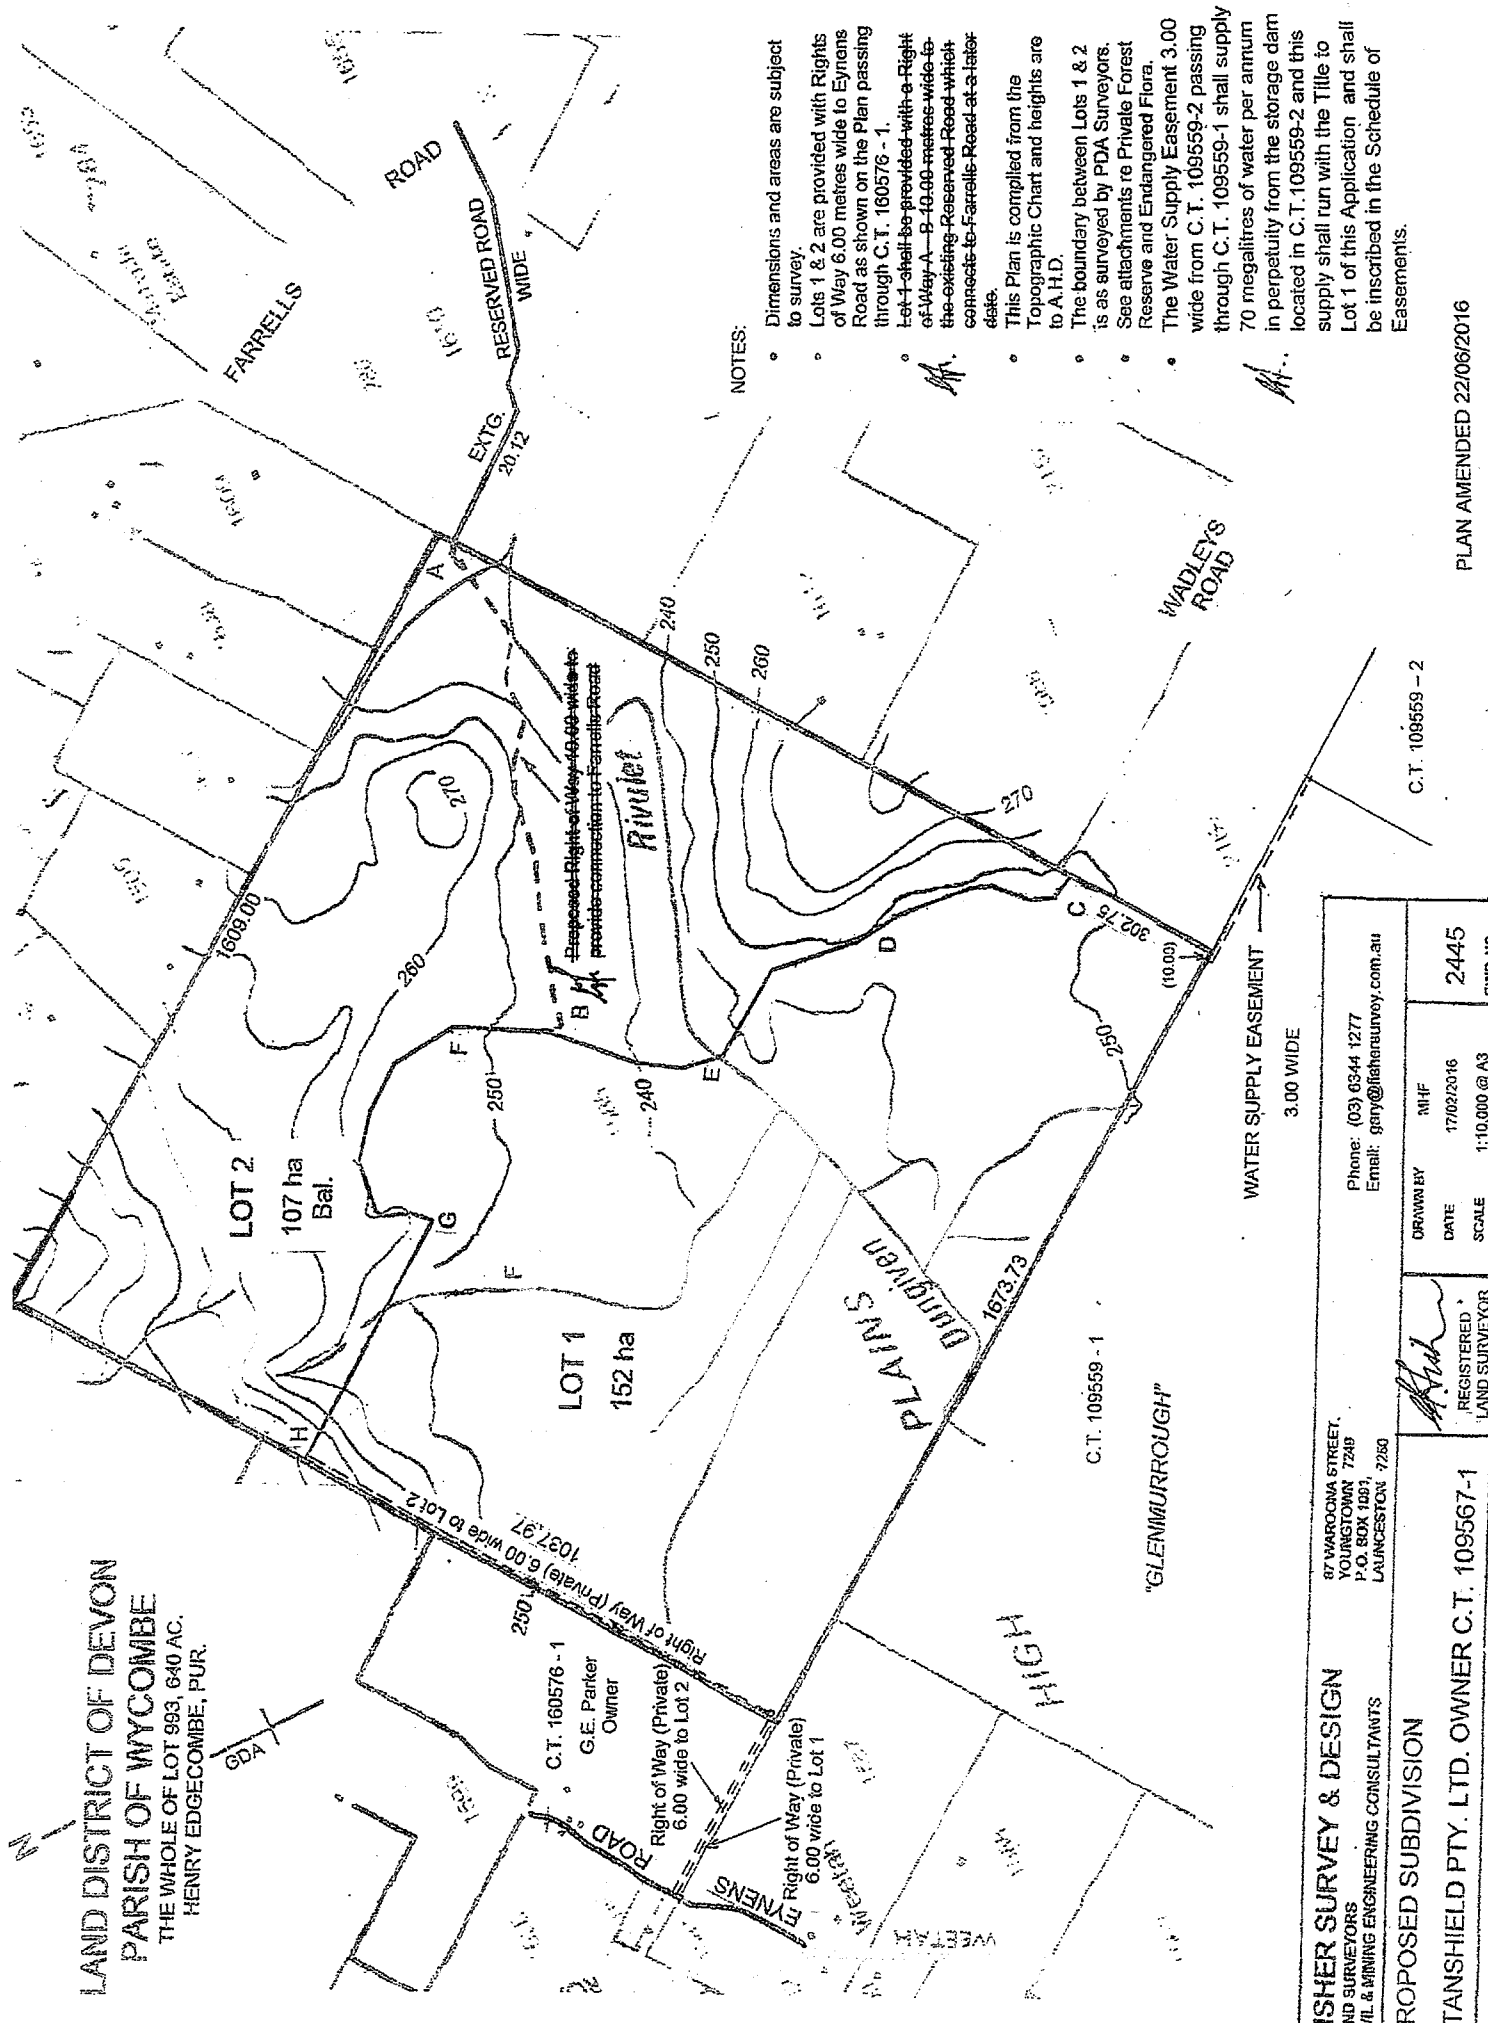 LAND DISTRICT OF DEVON
PARISH OF WYCOMBE
THE WHOLE OF LOT 993, 640 AC.
HENRY EDGECOMBE, PUR.
N
GDA
FARRELLS
ROAD
EXTG.
20.12
RESERVED ROAD
WIDE
A
1609.00
LOT 2
107 ha
Bal.
260
270
250
F
G
H
B
Proposed Right of Way 10.00 wide to
provide connection to Farrells Road
Rivulet
240
250
260
270
240
E
D
C
302.75
(10.00)
250
F
LOT 1
152 ha
PLAINS
Dungiven
1673.73
Right of Way (Private) 6.00 wide to Lot 2
1037.97
250
C.T. 160576 - 1
G.E. Parker
Owner
Right of Way (Private)
6.00 wide to Lot 2
Right of Way (Private)
6.00 wide to Lot 1
EYNENS
ROAD
Weetah
WEETAH
HIGH
"GLENMURROUGH"
C.T. 109559 - 1
WATER SUPPLY EASEMENT
3.00 WIDE
C.T. 109559 – 2
WADLEYS
ROAD
NOTES:
• Dimensions and areas are subject
to survey.
• Lots 1 & 2 are provided with Rights
of Way 6.00 metres wide to Eynens
Road as shown on the Plan passing
through C.T. 160576 - 1.
• Lot 1 shall be provided with a Right
of Way A - B 10.00 metres wide to
the existing Reserved Road which
connects to Farrells Road at a later
date.
• This Plan is compiled from the
Topographic Chart and heights are
to A.H.D.
• The boundary between Lots 1 & 2
is as surveyed by PDA Surveyors.
• See attachments re Private Forest
Reserve and Endangered Flora.
• The Water Supply Easement 3.00
wide from C.T. 109559-2 passing
through C.T. 109559-1 shall supply
70 megalitres of water per annum
in perpetuity from the storage dam
located in C.T. 109559-2 and this
supply shall run with the Title to
Lot 1 of this Application and shall
be inscribed in the Schedule of
Easements.
PLAN AMENDED 22/06/2016
ISHER SURVEY & DESIGN
ND SURVEYORS
VIL & MINING ENGINEERING CONSULTANTS
87 WAROONA STREET,
YOUNGTOWN 7249
P.O. BOX 1091,
LAUNCESTON 7250
Phone: (03) 6344 1277
Email: gary@fishersurvey.com.au
ROPOSED SUBDIVISION
TANSHIELD PTY. LTD. OWNER C.T. 109567-1
REGISTERED
LAND SURVEYOR
DRAWN BY MHF
DATE 17/02/2016
SCALE 1:10,000 @ A3
2445